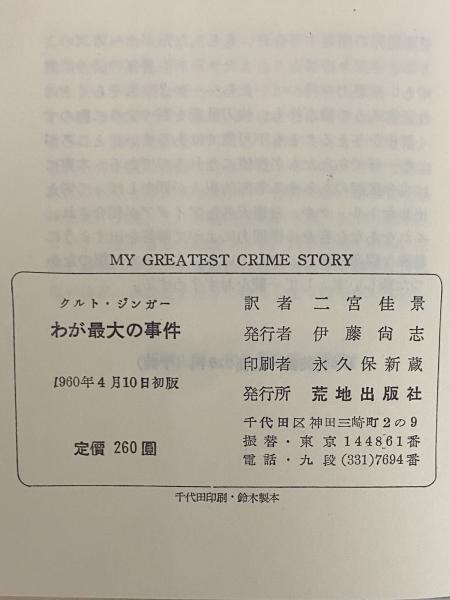 MY GREATEST CRIME STORY
クルト・ジンガー
わが最大の事件
1960年4月10日初版
定價 260圓
訳者 二宮佳景
発行者 伊藤尚志
印刷者 永久保新蔵
発行所 荒地出版社
千代田区神田三崎町2の9
振替・東京144861番
電話・九段(331)7694番
千代田印刷・鈴木製本